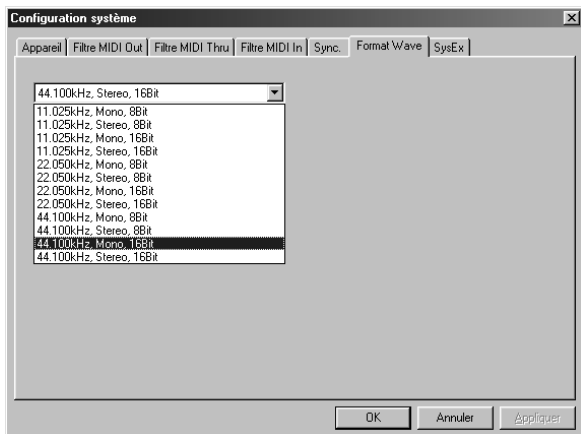 Configuration système
Appareil Filtre MIDI Out Filtre MIDI Thru Filtre MIDI In Sync. Format Wave SysEx
44.100kHz, Stereo, 16Bit
11.025kHz, Mono, 8Bit
11.025kHz, Stereo, 8Bit
11.025kHz, Mono, 16Bit
11.025kHz, Stereo, 16Bit
22.050kHz, Mono, 8Bit
22.050kHz, Stereo, 8Bit
22.050kHz, Mono, 16Bit
22.050kHz, Stereo, 16Bit
44.100kHz, Mono, 8Bit
44.100kHz, Stereo, 8Bit
44.100kHz, Mono, 16Bit
44.100kHz, Stereo, 16Bit
OK Annuler Appliquer